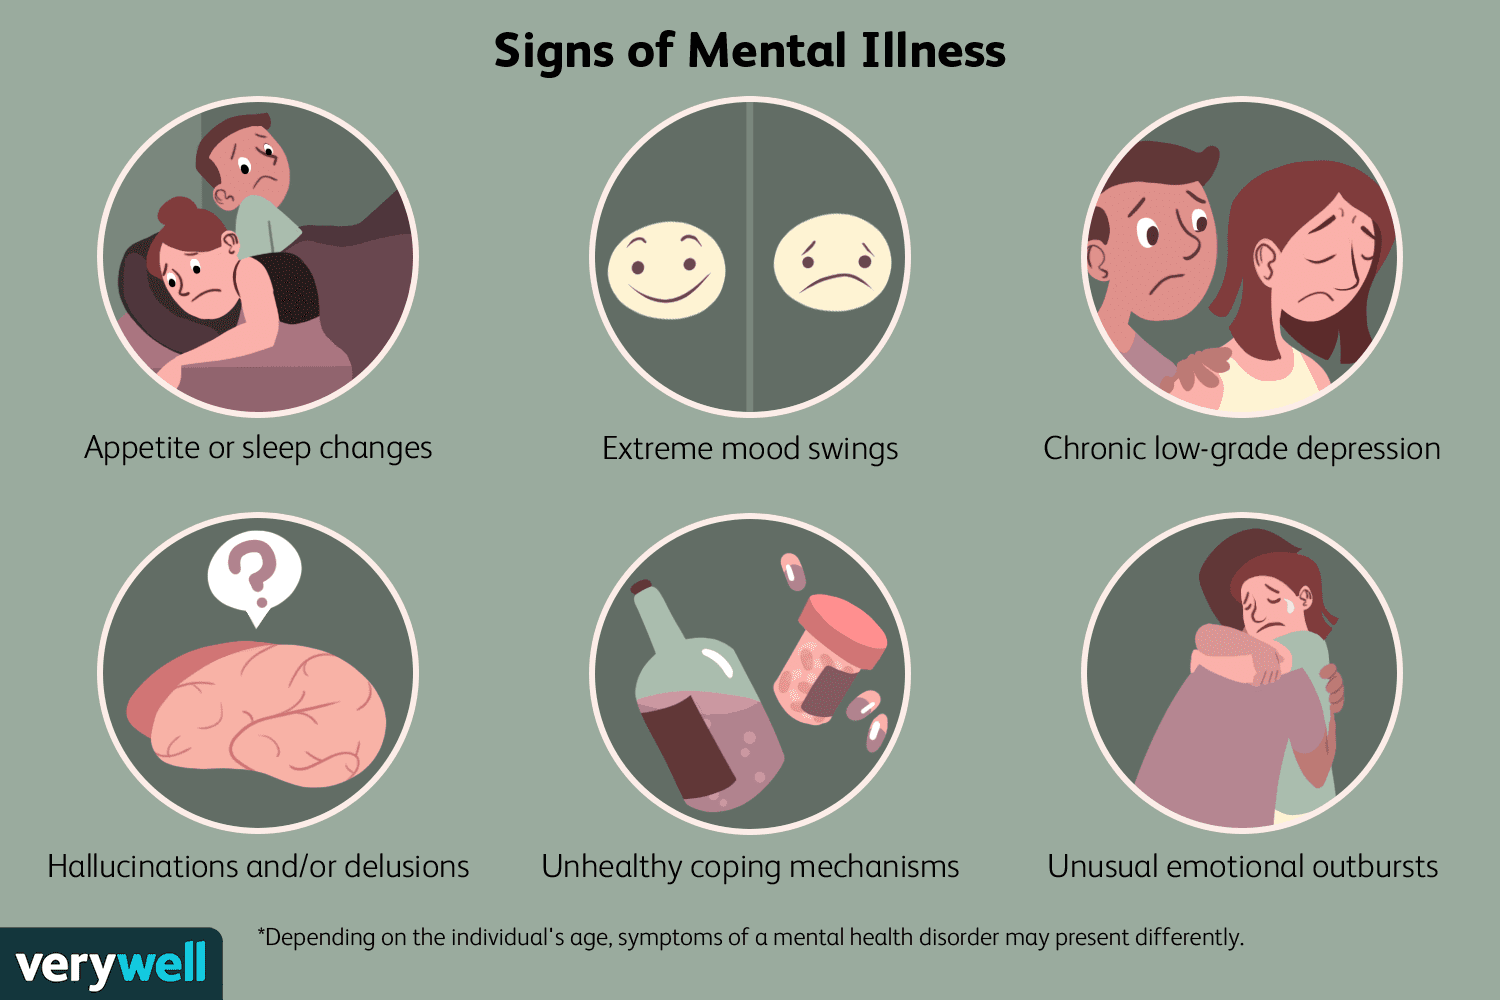 Signs of Mental Illness
Appetite or sleep changes
Extreme mood swings
Chronic low-grade depression
?
Hallucinations and/or delusions
Unhealthy coping mechanisms
Unusual emotional outbursts
*Depending on the individual's age, symptoms of a mental health disorder may present differently.
verywell